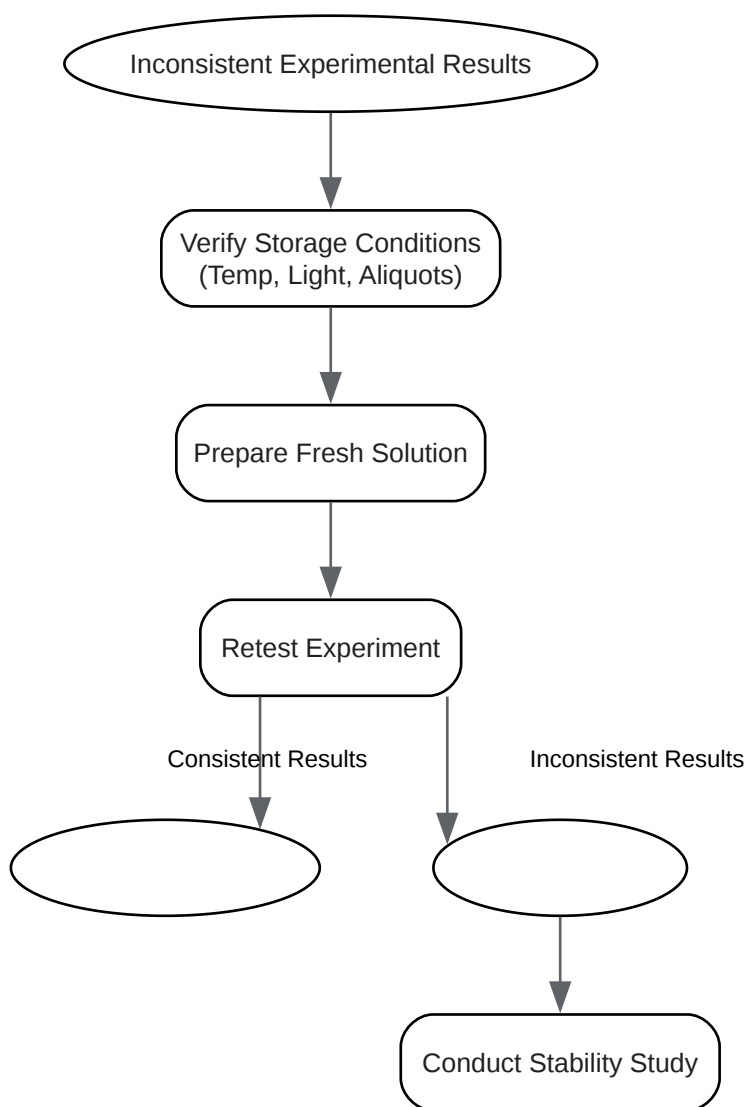 Inconsistent Experimental Results
Verify Storage Conditions
(Temp, Light, Aliquots)
Prepare Fresh Solution
Retest Experiment
Consistent Results
Inconsistent Results
Conduct Stability Study